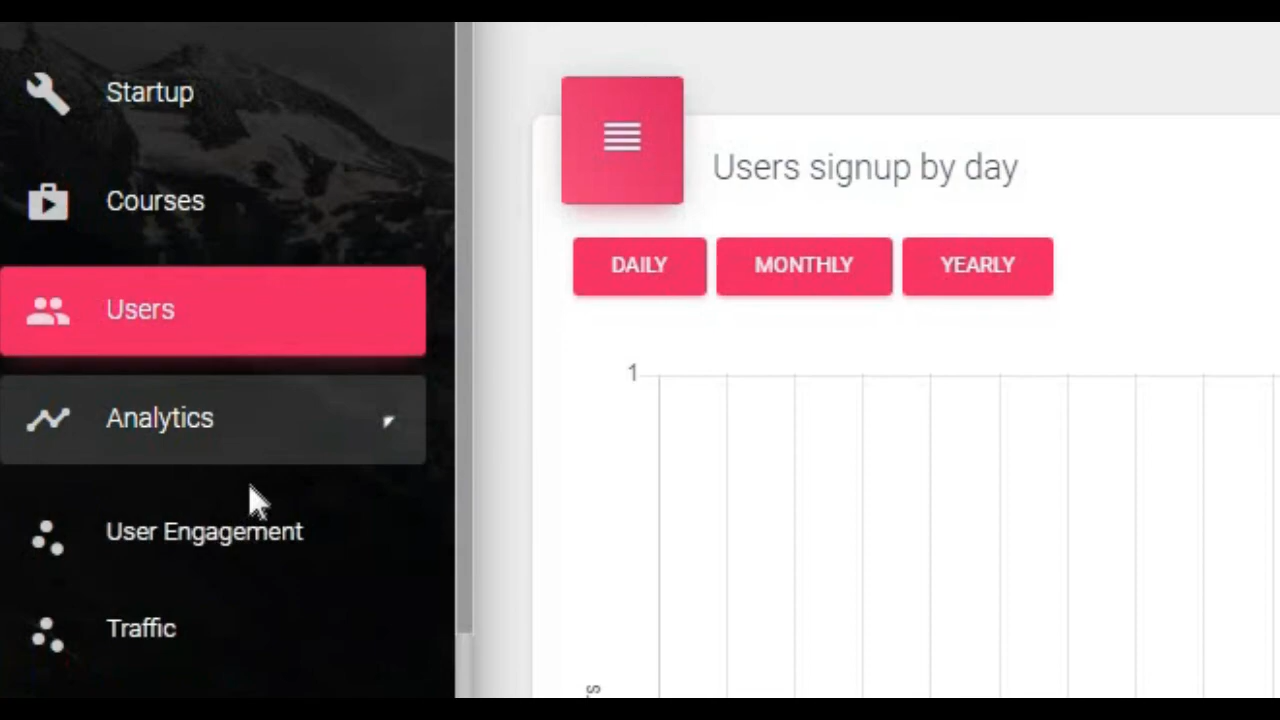 Startup
Courses
Users
Analytics
User Engagement
Traffic
Users signup by day
DAILY
MONTHLY
YEARLY
1